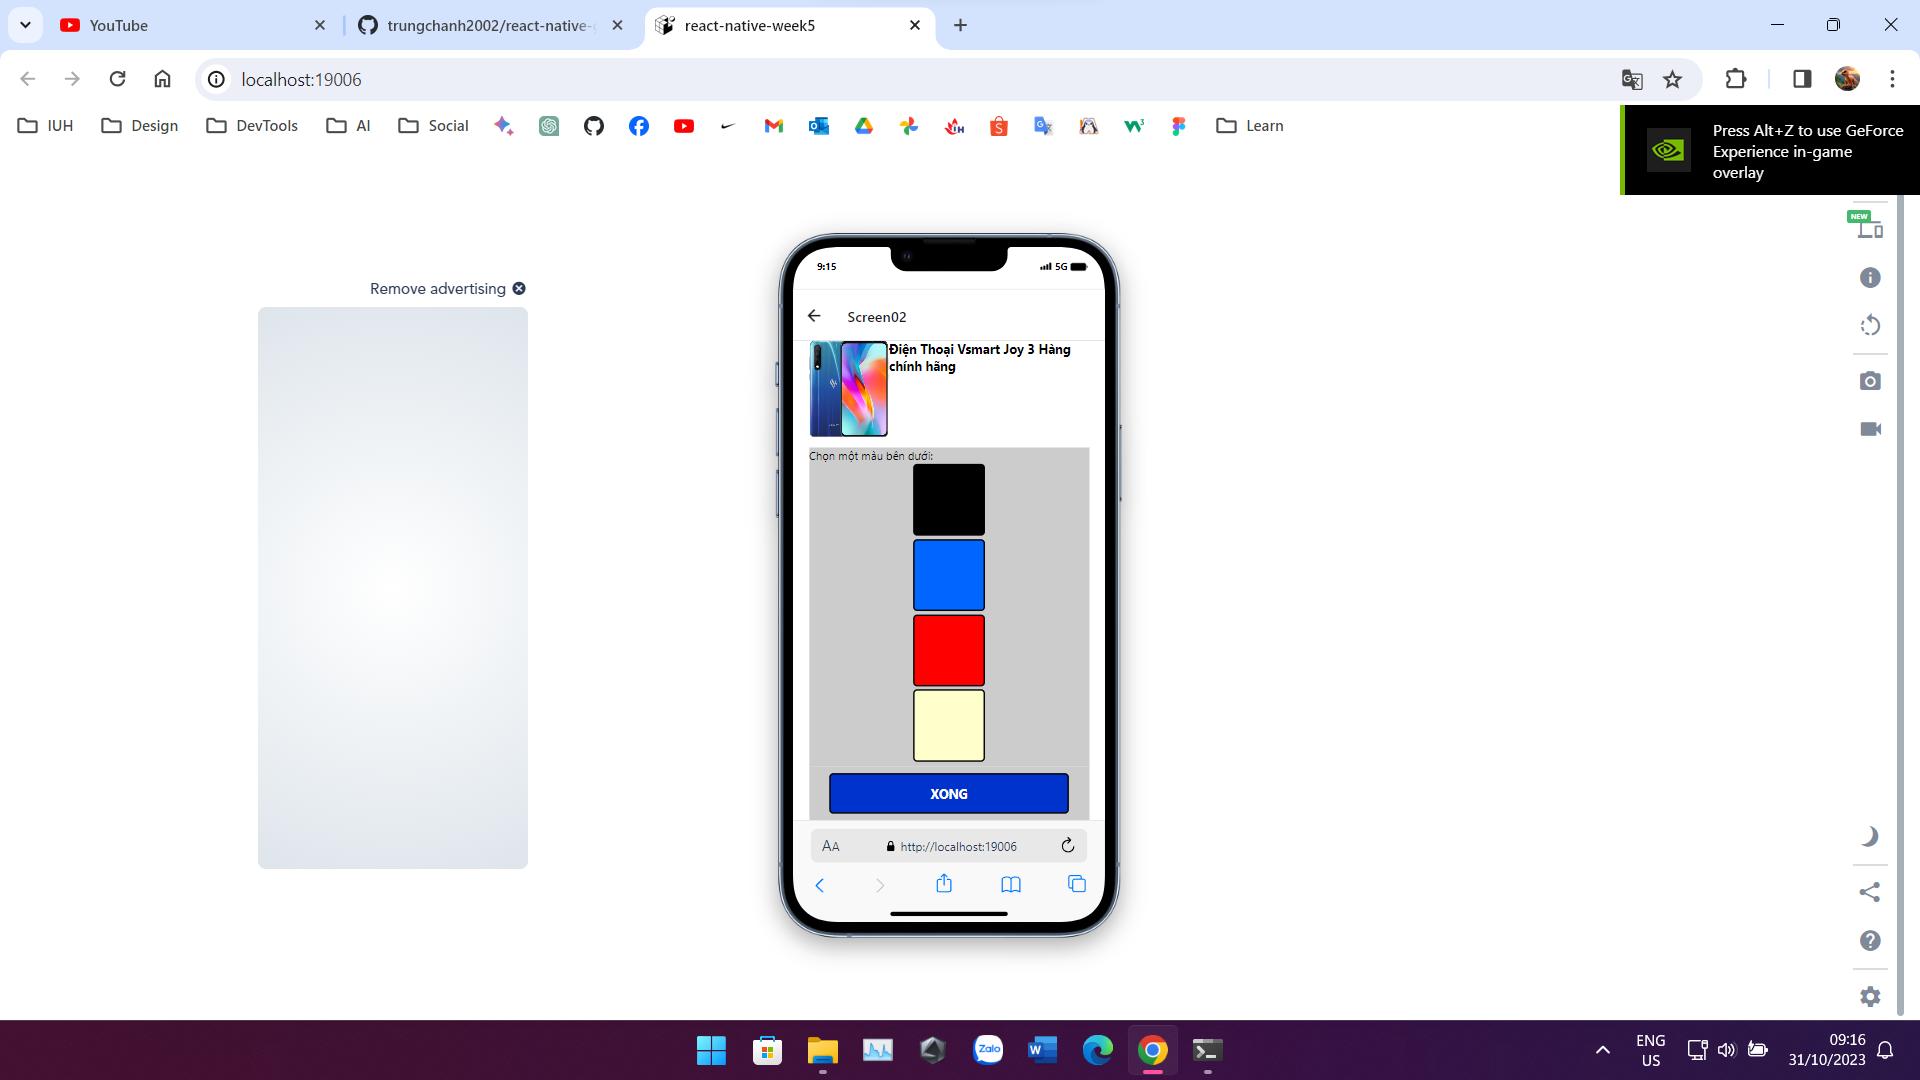 YouTube
trungchanh2002/react-native-
react-native-week5
localhost:19006
IUH
Design
DevTools
AI
Social
Learn
Press Alt+Z to use GeForce
Experience in-game
overlay
NEW
Remove advertising
9:15
5G
Screen02
Điện Thoại Vsmart Joy 3 Hàng
chính hãng
Chọn một màu bên dưới:
XONG
AA
http://localhost:19006
Zalo
ENG
US
09:16
31/10/2023